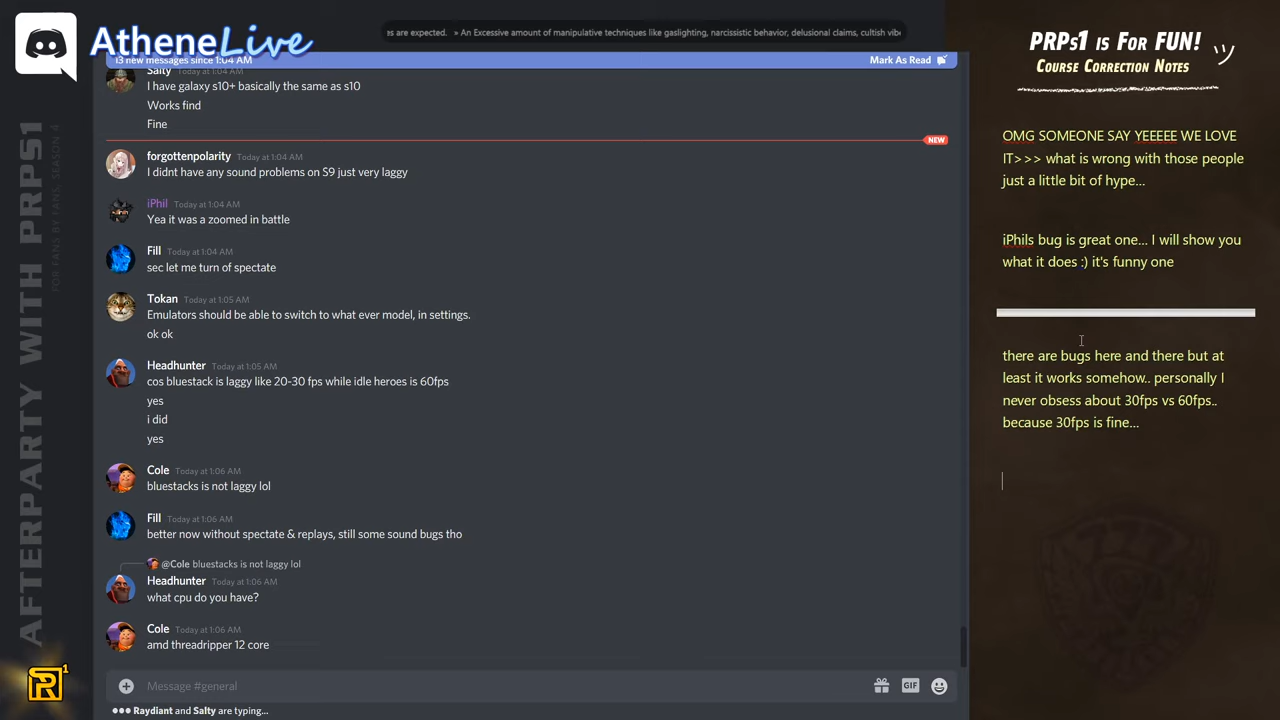 AtheneLive
es are expected. » An Excessive amount of manipulative techniques like gaslighting, narcissistic behavior, delusional claims, cultish vib
13 new messages since 1:04 AM
Mark As Read
Salty Today at 1:04 AM
I have galaxy s10+ basically the same as s10
Works find
Fine
NEW
forgottenpolarity Today at 1:04 AM
I didnt have any sound problems on S9 just very laggy
iPhil Today at 1:04 AM
Yea it was a zoomed in battle
Fill Today at 1:04 AM
sec let me turn of spectate
Tokan Today at 1:05 AM
Emulators should be able to switch to what ever model, in settings.
ok ok
Headhunter Today at 1:05 AM
cos bluestack is laggy like 20-30 fps while idle heroes is 60fps
yes
i did
yes
Cole Today at 1:06 AM
bluestacks is not laggy lol
Fill Today at 1:06 AM
better now without spectate & replays, still some sound bugs tho
@Cole bluestacks is not laggy lol
Headhunter Today at 1:06 AM
what cpu do you have?
Cole Today at 1:06 AM
amd threadripper 12 core
Message #general
GIF
Raydiant and Salty are typing...
AFTERPARTY WITH PRPS1
FOR FANS BY FANS, SEASON 4
R1
PRPs1 is For FUN!
Course Correction Notes
ツ
OMG SOMEONE SAY YEEEEE WE LOVE
IT>>> what is wrong with those people
just a little bit of hype...
iPhils bug is great one... I will show you
what it does :) it's funny one
there are bugs here and there but at
least it works somehow.. personally I
never obsess about 30fps vs 60fps..
because 30fps is fine...